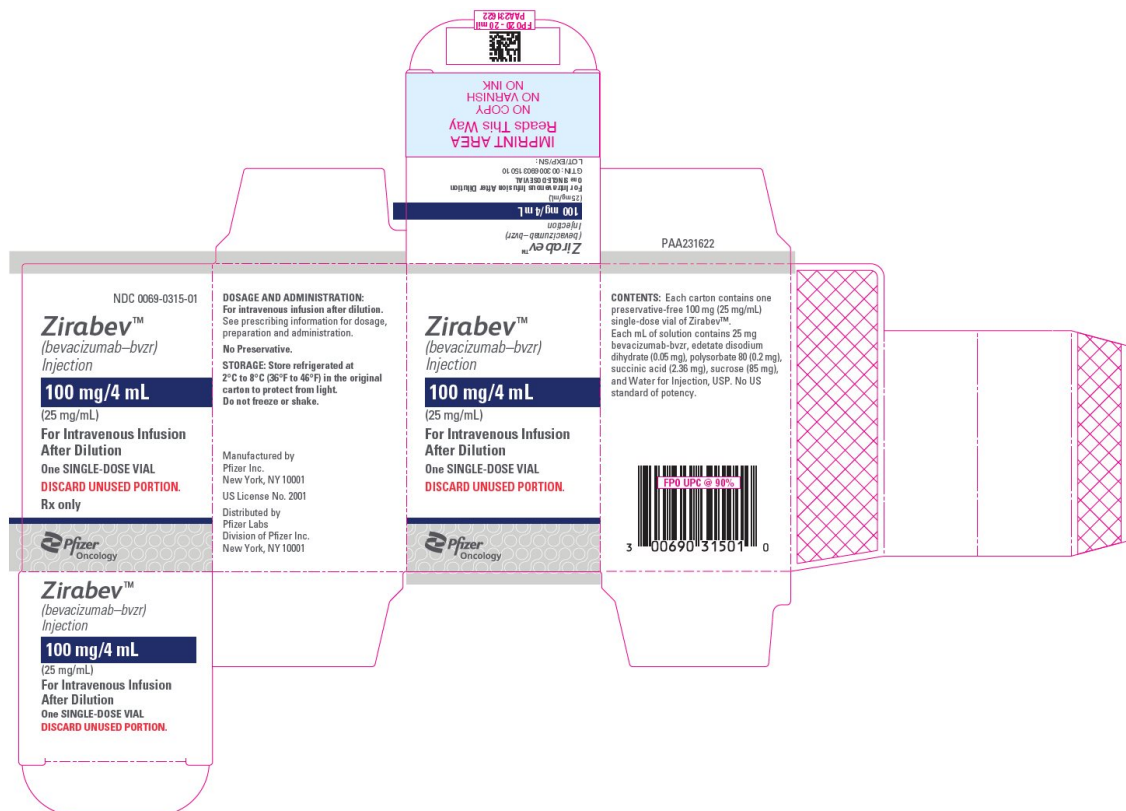 FPO 20 - 20 mil
PAA231622
IMPRINT AREA
Reads This Way
NO COPY
NO VARNISH
NO INK
Zirabev™
(bevacizumab–bvzr)
Injection
100 mg/4 mL
(25mg/mL)
For Intravenous Infusion After Dilution
One SINGLE-DOSE VIAL
GTIN: 00300690315010
LOT/EXP/SN:
PAA231622
NDC 0069-0315-01
Zirabev™
(bevacizumab–bvzr)
Injection
100 mg/4 mL
(25 mg/mL)
For Intravenous Infusion
After Dilution
One SINGLE-DOSE VIAL
DISCARD UNUSED PORTION.
Rx only
Pfizer
Oncology
DOSAGE AND ADMINISTRATION:
For intravenous infusion after dilution.
See prescribing information for dosage,
preparation and administration.
No Preservative.
STORAGE: Store refrigerated at
2°C to 8°C (36°F to 46°F) in the original
carton to protect from light.
Do not freeze or shake.
Manufactured by
Pfizer Inc.
New York, NY 10001
US License No. 2001
Distributed by
Pfizer Labs
Division of Pfizer Inc.
New York, NY 10001
Zirabev™
(bevacizumab–bvzr)
Injection
100 mg/4 mL
(25 mg/mL)
For Intravenous Infusion
After Dilution
One SINGLE-DOSE VIAL
DISCARD UNUSED PORTION.
Pfizer
Oncology
CONTENTS: Each carton contains one
preservative-free 100 mg (25 mg/mL)
single-dose vial of Zirabev™.
Each mL of solution contains 25 mg
bevacizumab-bvzr, edetate disodium
dihydrate (0.05 mg), polysorbate 80 (0.2 mg),
succinic acid (2.36 mg), sucrose (85 mg),
and Water for Injection, USP. No US
standard of potency.
FPO UPC @ 90%
3 00690 31501 0
Zirabev™
(bevacizumab–bvzr)
Injection
100 mg/4 mL
(25 mg/mL)
For Intravenous Infusion
After Dilution
One SINGLE-DOSE VIAL
DISCARD UNUSED PORTION.